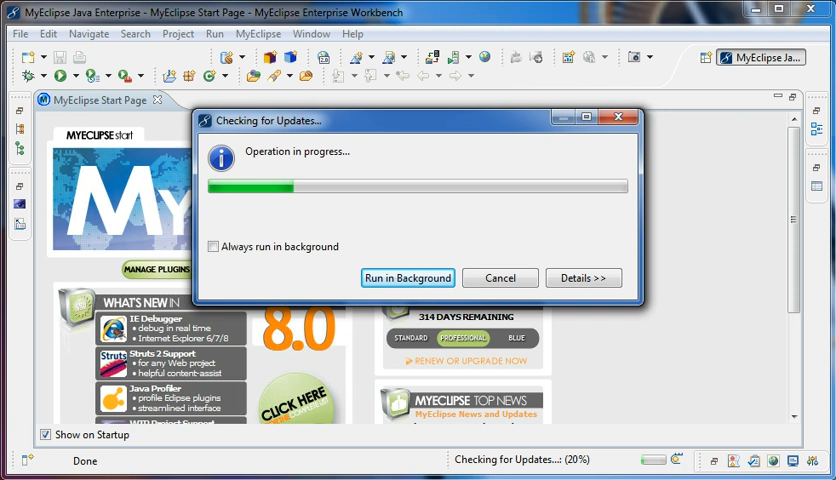 MyEclipse Java Enterprise - MyEclipse Start Page - MyEclipse Enterprise Workbench
File Edit Navigate Search Project Run MyEclipse Window Help
MyEclipse Ja...
MyEclipse Start Page
MYECLIPSE start
MY
MANAGE PLUGINS
Checking for Updates...
Operation in progress...
Always run in background
Run in Background
Cancel
Details >>
WHAT'S NEW IN
8.0
IE Debugger
• debug in real time
• Internet Explorer 6/7/8
Struts 2 Support
• for any Web project
• helpful content-assist
Java Profiler
• profile Eclipse plugins
• streamlined interface
CLICK HERE
314 DAYS REMAINING
STANDARD PROFESSIONAL BLUE
RENEW OR UPGRADE NOW
MYECLIPSE TOP NEWS
MyEclipse News and Updates
Show on Startup
Done
Checking for Updates...: (20%)